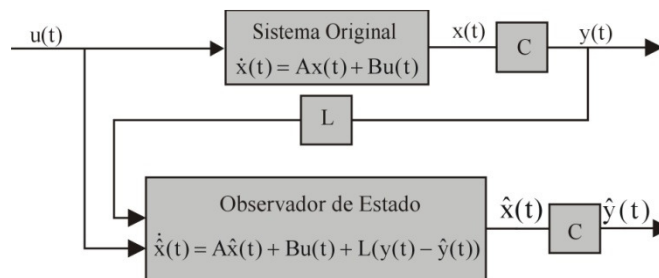 u(t)
Sistema Original
ẋ(t) = Ax(t) + Bu(t)
x(t)
C
y(t)
L
Observador de Estado
x̂̇(t) = Ax̂(t) + Bu(t) + L(y(t) − ŷ(t))
x̂(t)
C
ŷ(t)